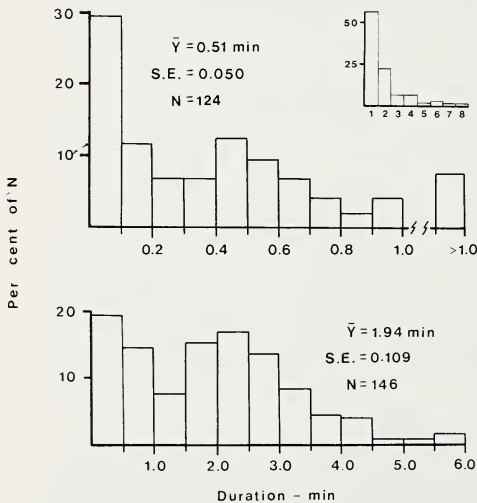 30
20
10
Ȳ = 0.51 min
S.E. = 0.050
N = 124
50
25
1 2 3 4 5 6 7 8
0.2 0.4 0.6 0.8 1.0 >1.0
Per cent of N
20
10
Ȳ = 1.94 min
S.E. = 0.109
N = 146
1.0 2.0 3.0 4.0 5.0 6.0
Duration – min